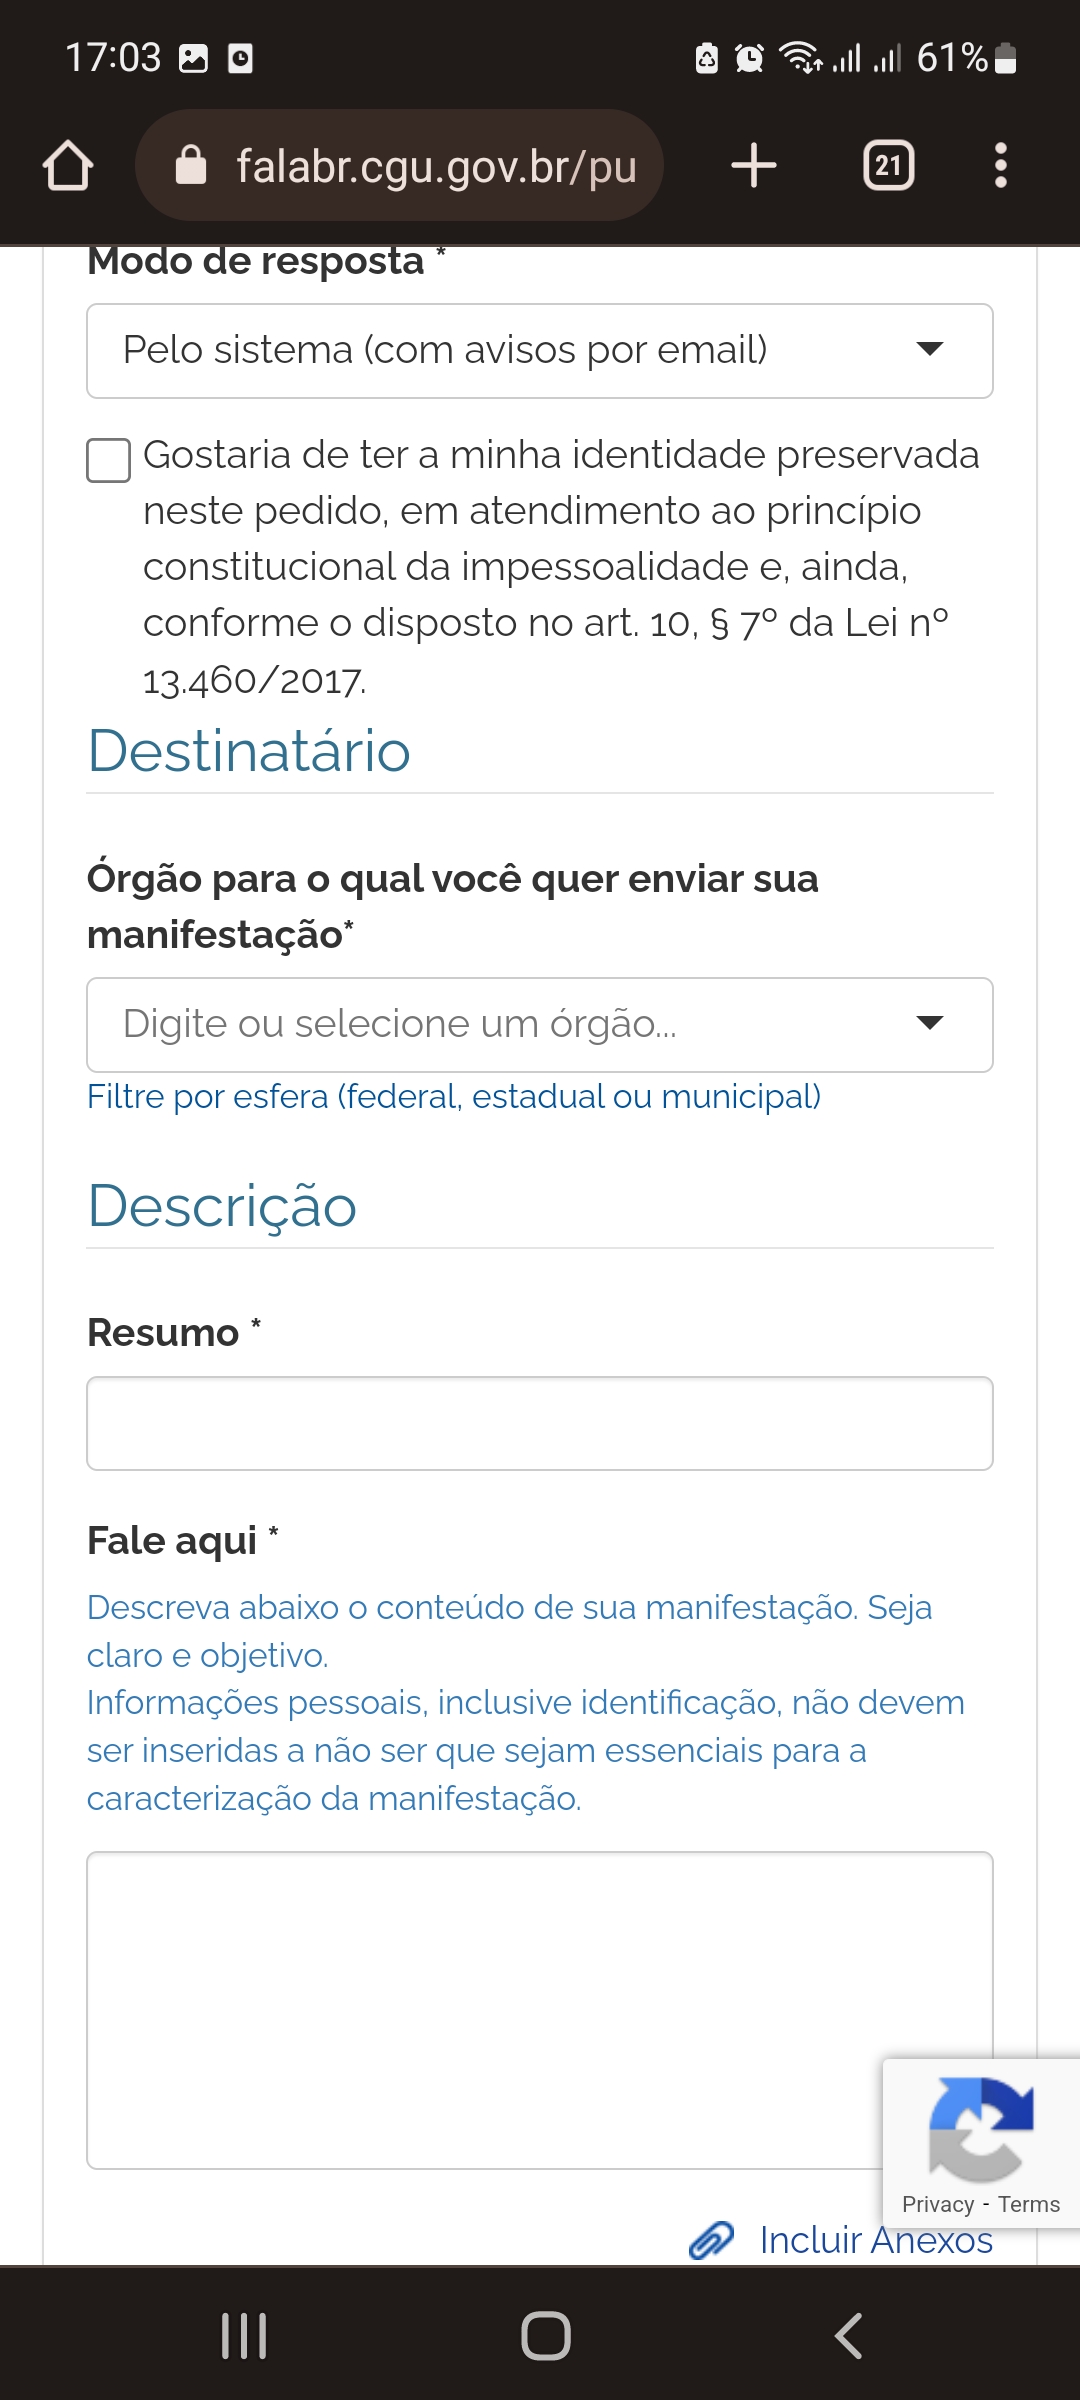 17:03
61%
falabr.cgu.gov.br/pu
21
Modo de resposta *
Pelo sistema (com avisos por email)
Gostaria de ter a minha identidade preservada
neste pedido, em atendimento ao princípio
constitucional da impessoalidade e, ainda,
conforme o disposto no art. 10, § 7º da Lei nº
13.460/2017.
Destinatário
Órgão para o qual você quer enviar sua
manifestação*
Digite ou selecione um órgão...
Filtre por esfera (federal, estadual ou municipal)
Descrição
Resumo *
Fale aqui *
Descreva abaixo o conteúdo de sua manifestação. Seja
claro e objetivo.
Informações pessoais, inclusive identificação, não devem
ser inseridas a não ser que sejam essenciais para a
caracterização da manifestação.
Privacy - Terms
Incluir Anexos